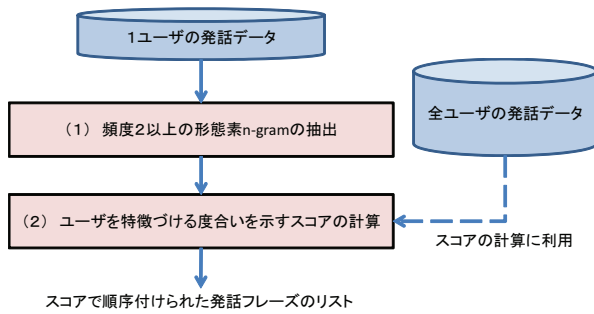 1ユーザの発話データ
(1) 頻度2以上の形態素n-gramの抽出
全ユーザの発話データ
(2) ユーザを特徴づける度合いを示すスコアの計算
スコアの計算に利用
スコアで順序付けられた発話フレーズのリスト